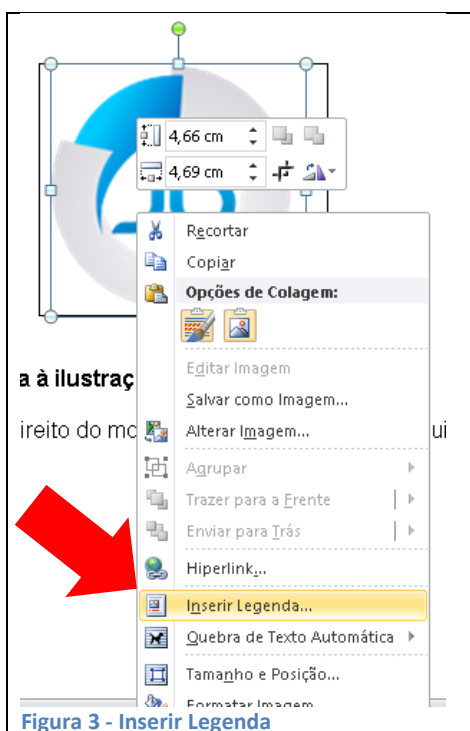 4,66 cm
4,69 cm
Recortar
Copiar
Opções de Colagem:
Editar Imagem
Salvar como Imagem...
a à ilustraç
ireito do mo
Alterar Imagem...
ui
Agrupar
Trazer para a Frente
Enviar para Trás
Hiperlink...
Inserir Legenda...
Quebra de Texto Automática
Tamanho e Posição...
Formatar Imagem
Figura 3 - Inserir Legenda